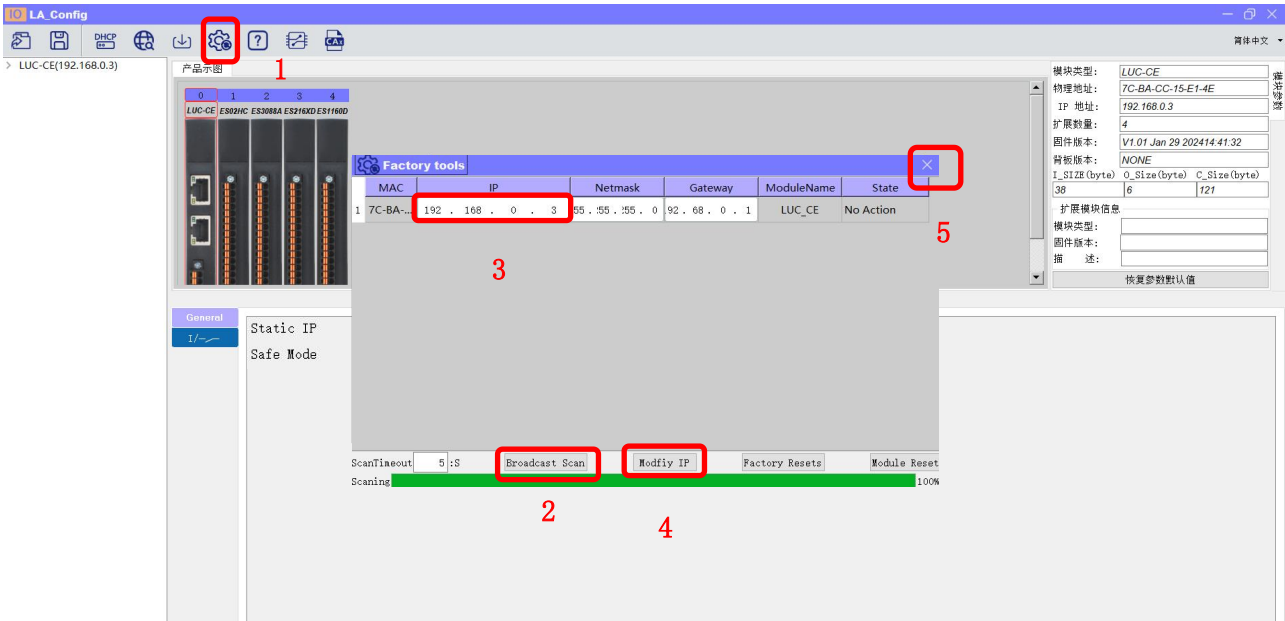 IO LA_Config
DHCP
CAT
简体中文
LUC-CE(192.168.0.3)
产品示图
1
0 1 2 3 4
LUC-CE ES02HC ES3088A ES216XD ES1160D
Factory tools
MAC IP Netmask Gateway ModuleName State
1 7C-BA-... 192 . 168 . 0 . 3 55 . 55 . 55 . 0 92 . 68 . 0 . 1 LUC_CE No Action
3
5
ScanTimeout 5 :S Broadcast Scan Modfiy IP Factory Resets Module Reset
Scaning 100%
2
4
General
I/
Static IP
Safe Mode
模块类型: LUC-CE
物理地址: 7C-BA-CC-15-E1-4E
IP 地址: 192.168.0.3
扩展数量: 4
固件版本: V1.01 Jan 29 202414:41:32
背板版本: NONE
I_SIZE(byte) O_Size(byte) C_Size(byte)
38 6 121
扩展模块信息
模块类型:
固件版本:
描 述:
恢复参数默认值
模块参数